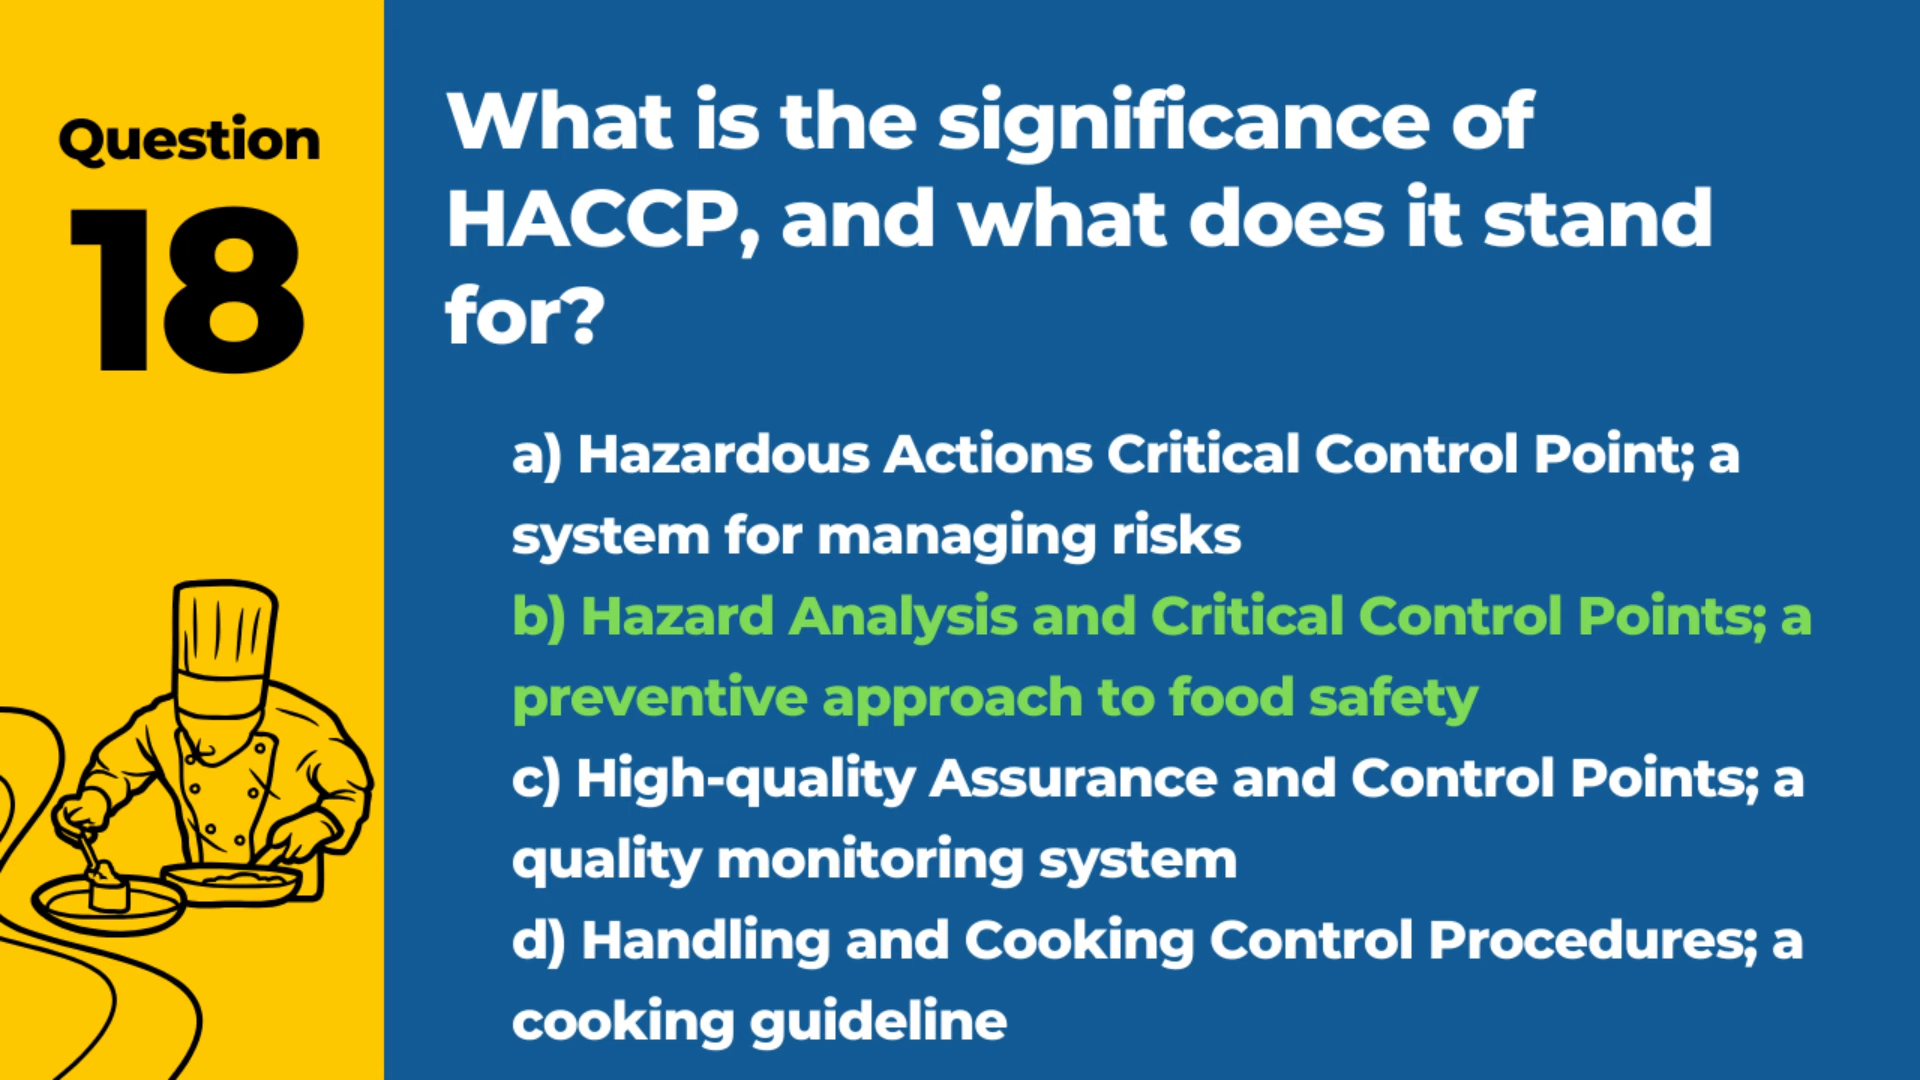 Question
18
What is the significance of
HACCP, and what does it stand
for?
a) Hazardous Actions Critical Control Point; a
system for managing risks
b) Hazard Analysis and Critical Control Points; a
preventive approach to food safety
c) High-quality Assurance and Control Points; a
quality monitoring system
d) Handling and Cooking Control Procedures; a
cooking guideline